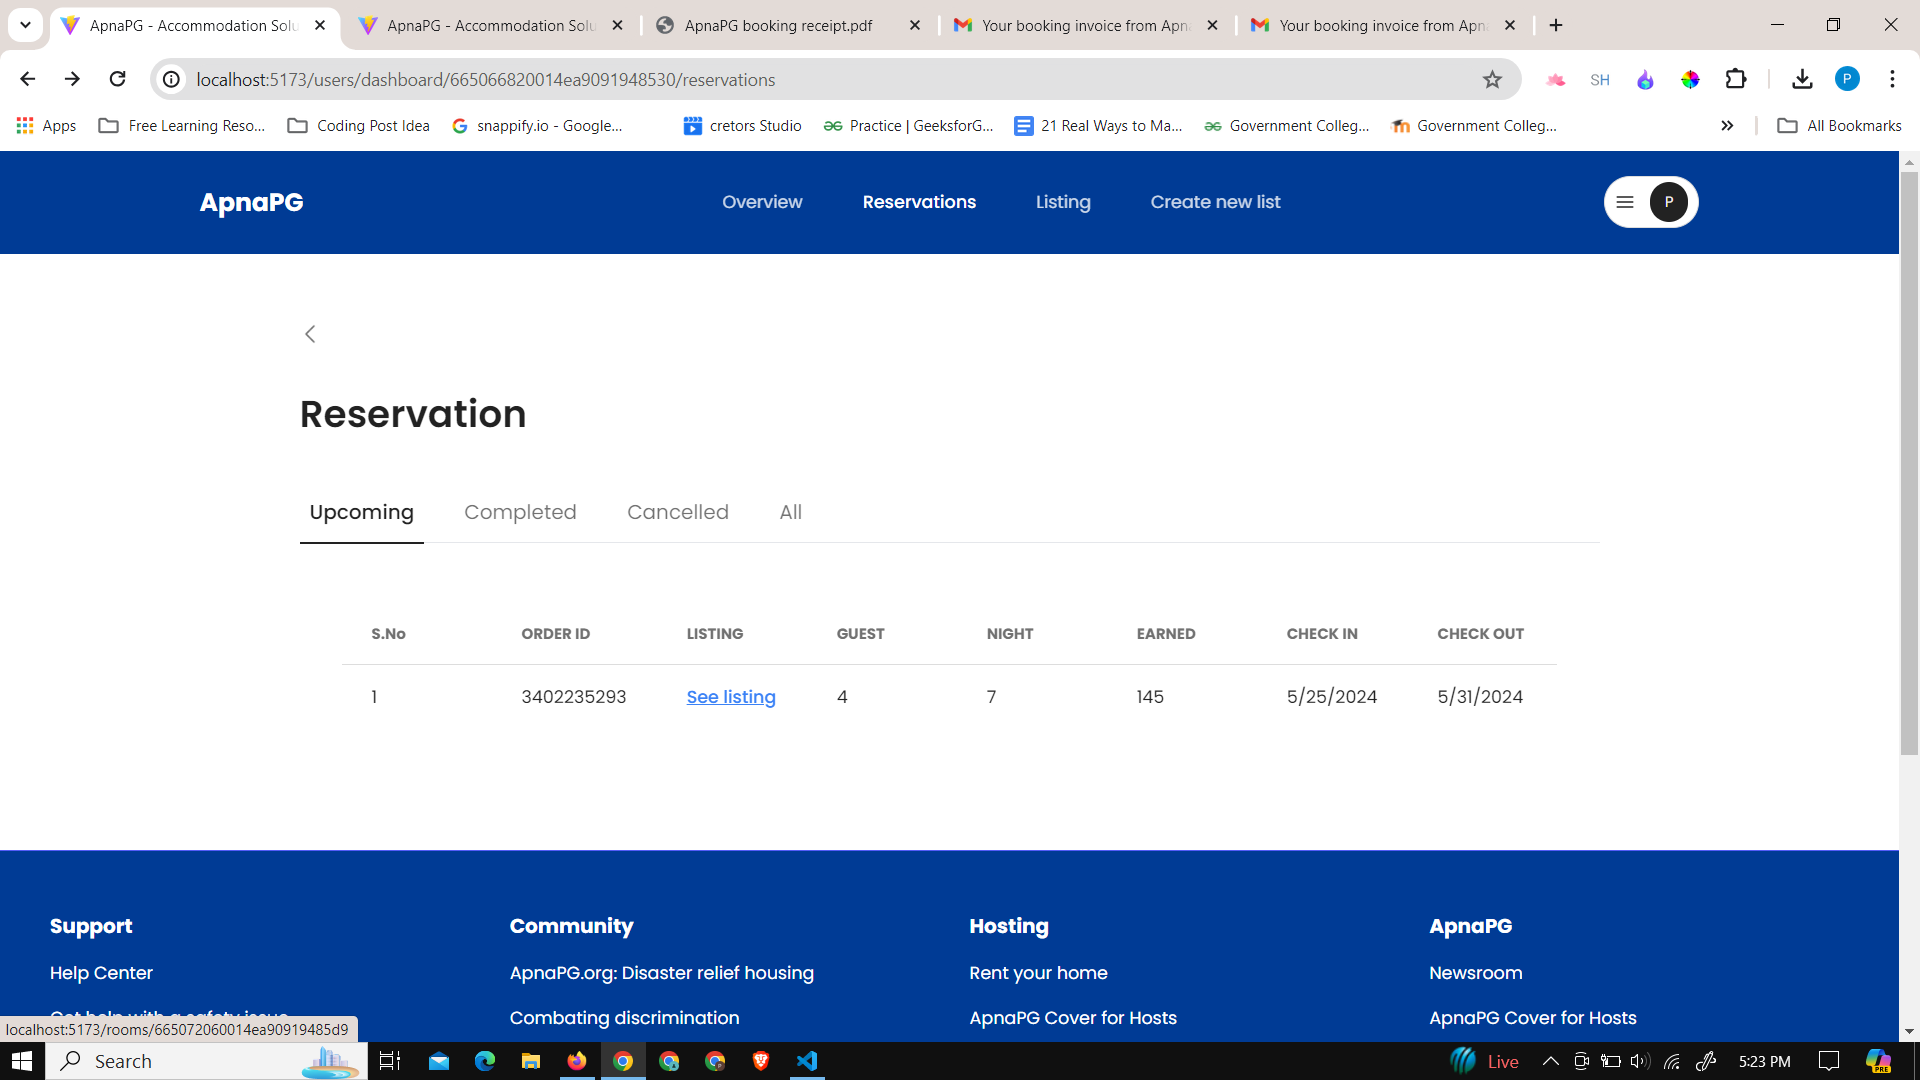 ApnaPG - Accommodation Solu
ApnaPG - Accommodation Solu
ApnaPG booking receipt.pdf
Your booking invoice from Apn
Your booking invoice from Apn
localhost:5173/users/dashboard/665066820014ea9091948530/reservations
SH
P
Apps
Free Learning Reso...
Coding Post Idea
snappify.io - Google...
cretors Studio
Practice | GeeksforG...
21 Real Ways to Ma...
Government Colleg...
Government Colleg...
All Bookmarks
ApnaPG
Overview
Reservations
Listing
Create new list
P
Reservation
Upcoming
Completed
Cancelled
All
S.No ORDER ID LISTING GUEST NIGHT EARNED CHECK IN CHECK OUT
1 3402235293 See listing 4 7 145 5/25/2024 5/31/2024
Support
Community
Hosting
ApnaPG
Help Center
ApnaPG.org: Disaster relief housing
Rent your home
Newsroom
Get help with a safety issue
Combating discrimination
ApnaPG Cover for Hosts
ApnaPG Cover for Hosts
localhost:5173/rooms/665072060014ea90919485d9
Search
Live
5:23 PM
PRE